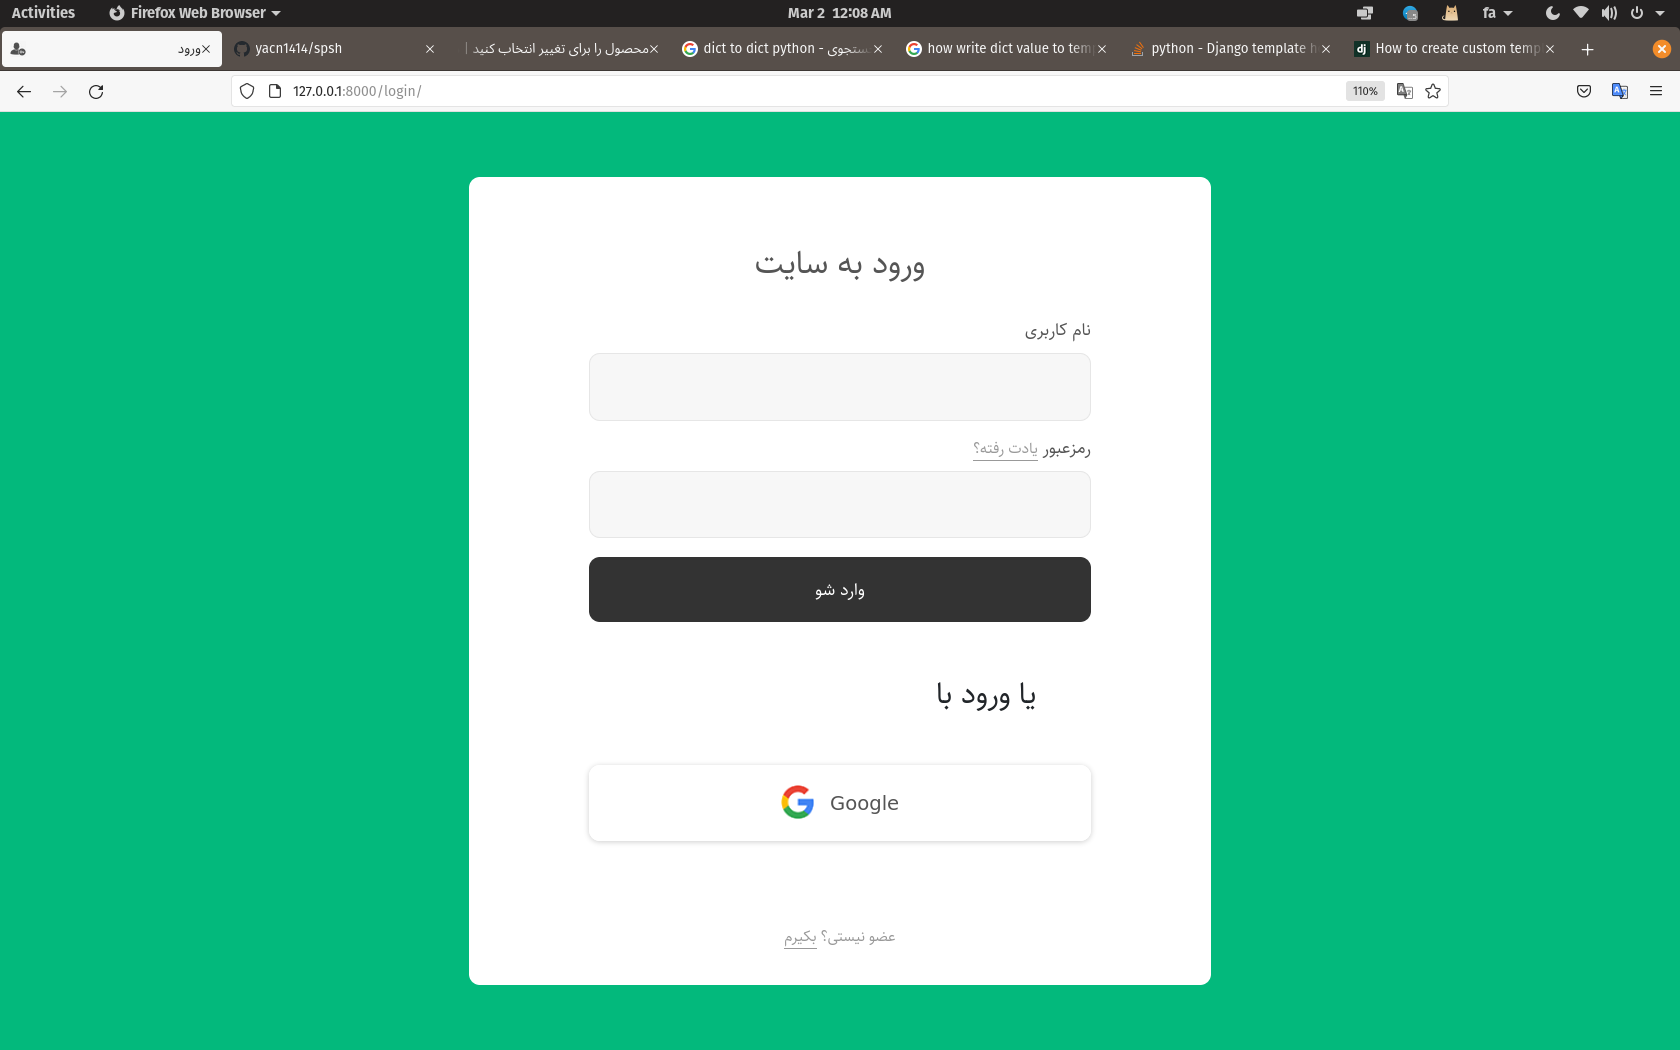 Activities Firefox Web Browser Mar 2 12:08 AM fa
ورود yacn1414/spsh محصول را برای تغییر انتخاب کنید | dict to dict python - ستجوی how write dict value to tem python - Django template h How to create custom temp
127.0.0.1:8000/login/ 110%
ورود به سایت
نام کاربری
رمزعبور یادت رفته؟
وارد شو
یا ورود با
Google
عضو نیستی؟ بکیرم